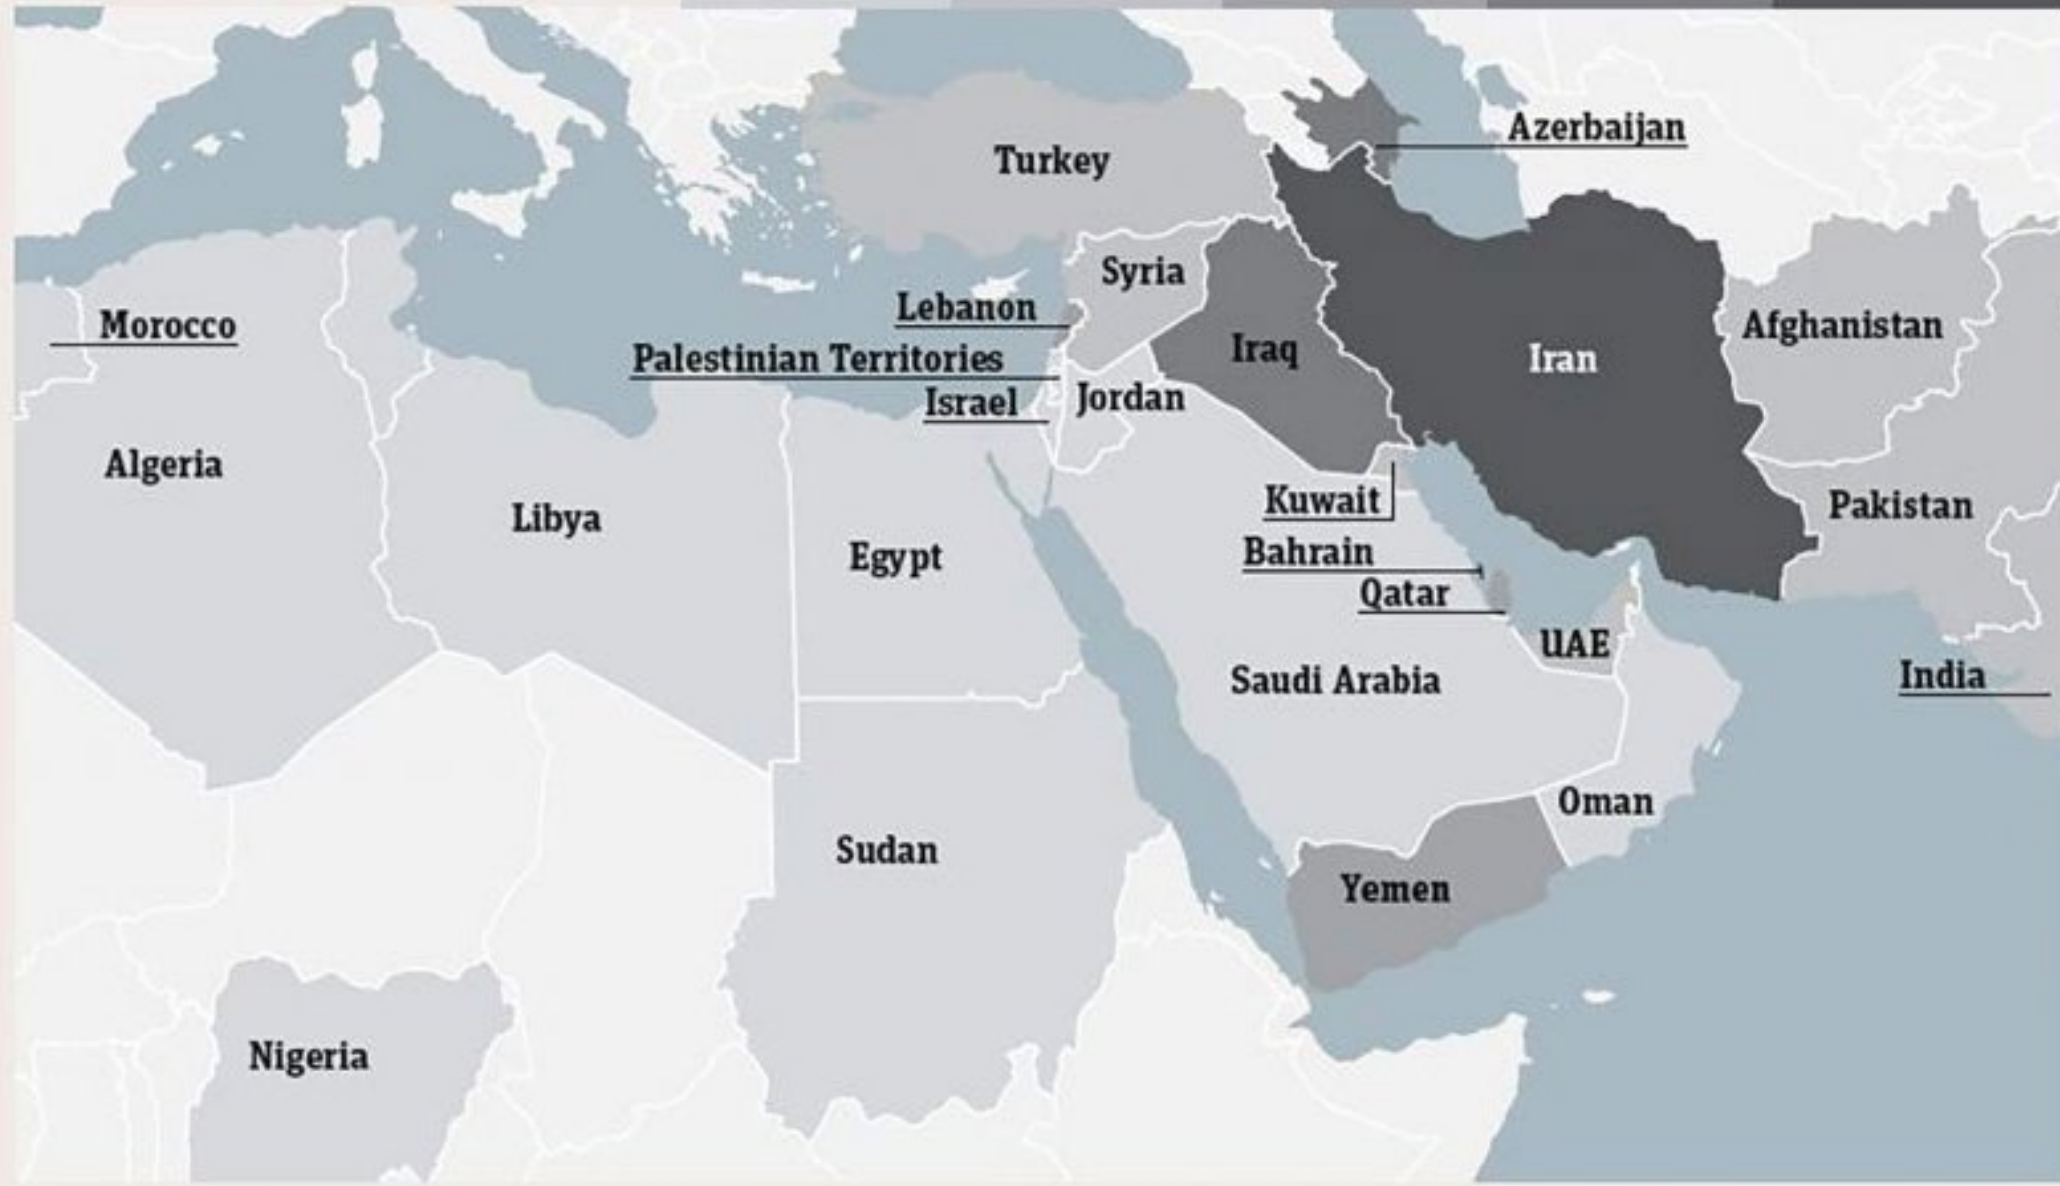 Azerbaijan
Turkey
Syria
Lebanon
Morocco
Afghanistan
Iraq
Iran
Palestinian Territories
Israel
Jordan
Algeria
Kuwait
Pakistan
Libya
Egypt
Bahrain
Qatar
UAE
India
Saudi Arabia
Oman
Sudan
Yemen
Nigeria